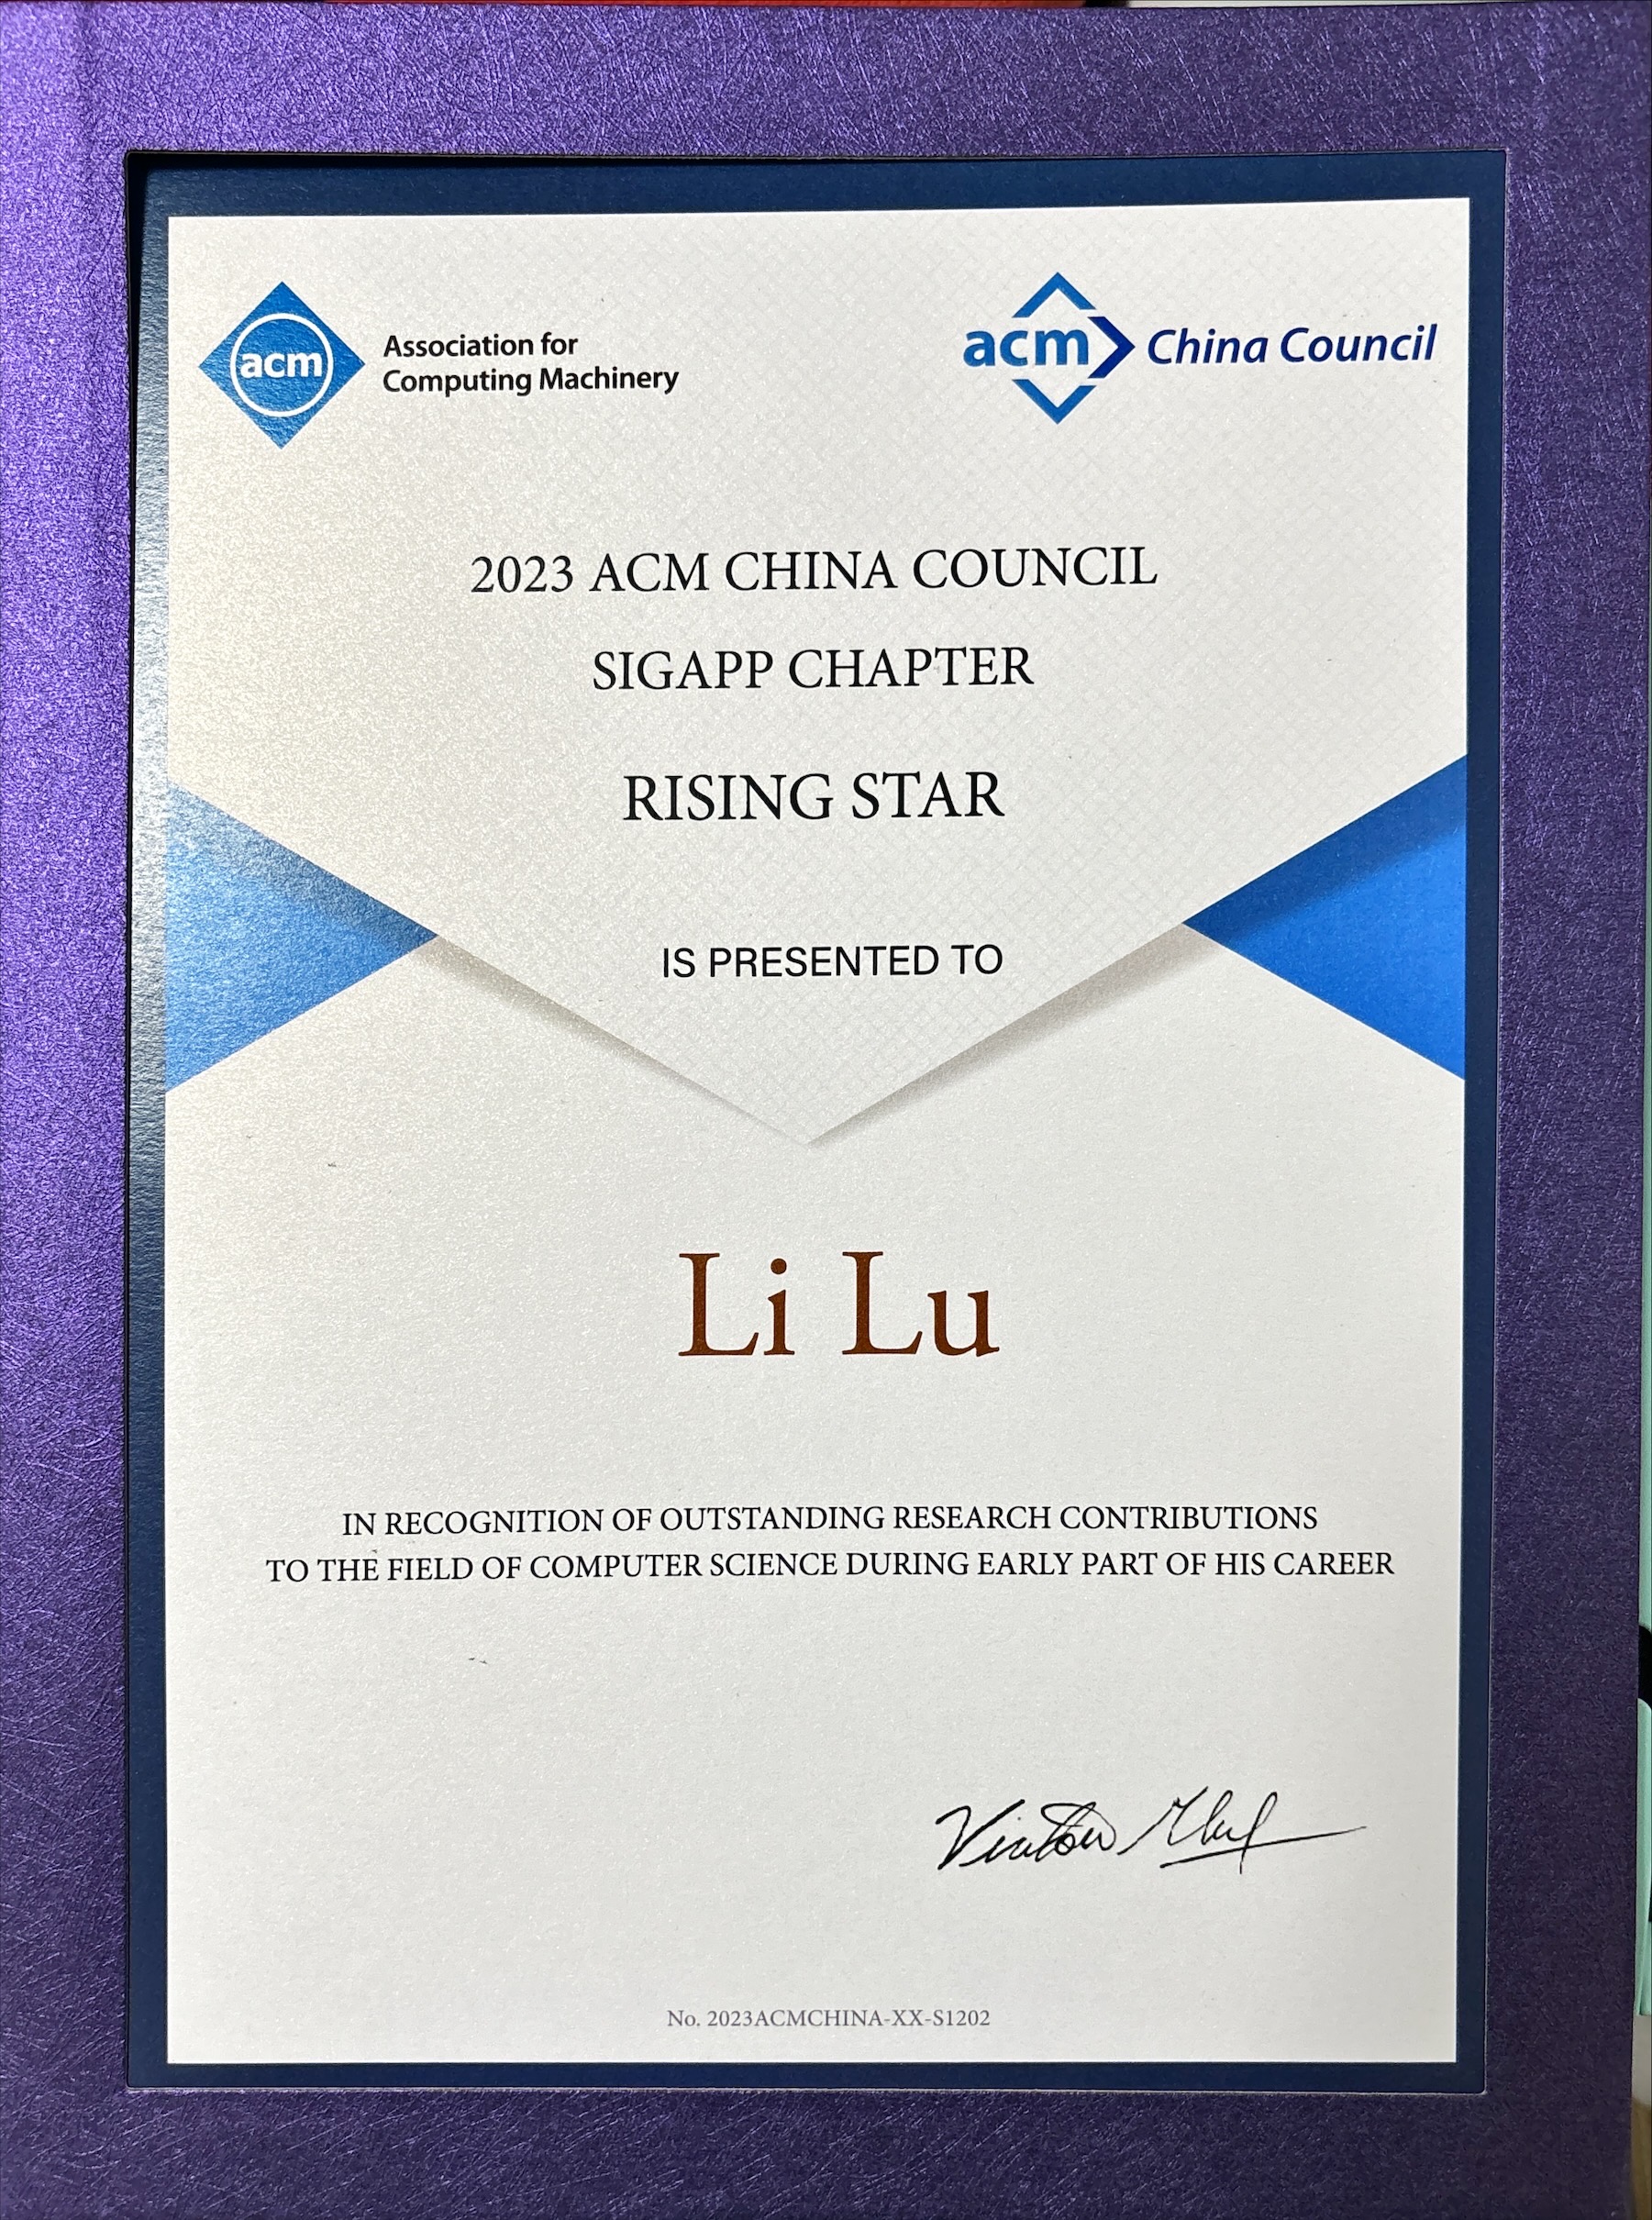 acm
Association for
Computing Machinery
acm China Council
2023 ACM CHINA COUNCIL
SIGAPP CHAPTER
RISING STAR
IS PRESENTED TO
Li Lu
IN RECOGNITION OF OUTSTANDING RESEARCH CONTRIBUTIONS
TO THE FIELD OF COMPUTER SCIENCE DURING EARLY PART OF HIS CAREER
No. 2023ACMCHINA-XX-S1202